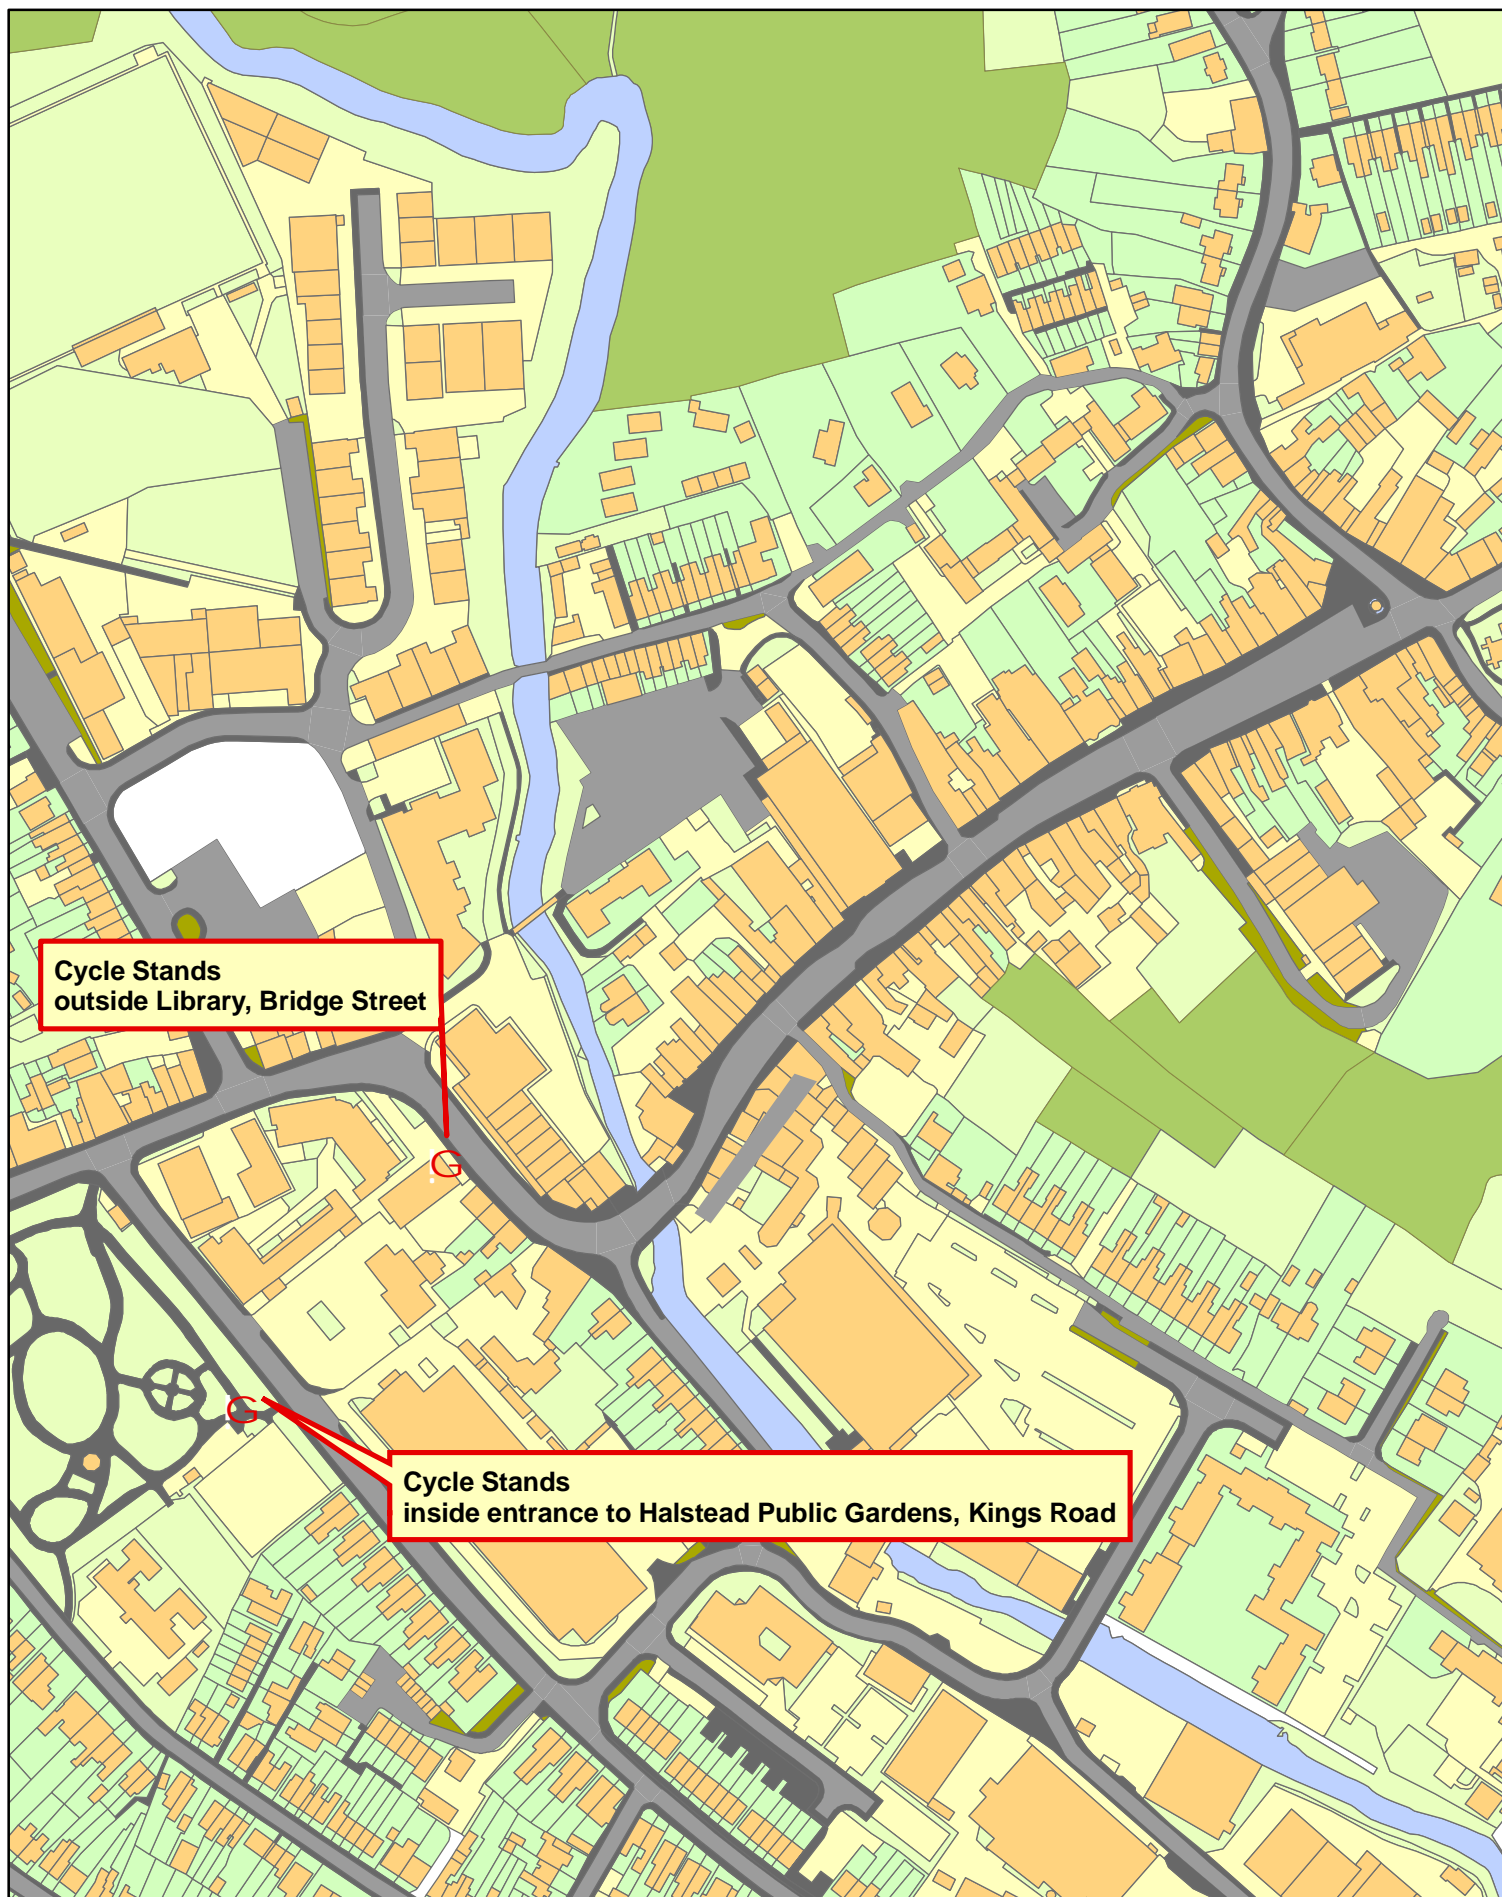 Cycle Stands
outside Library, Bridge Street
G
G
Cycle Stands
inside entrance to Halstead Public Gardens, Kings Road